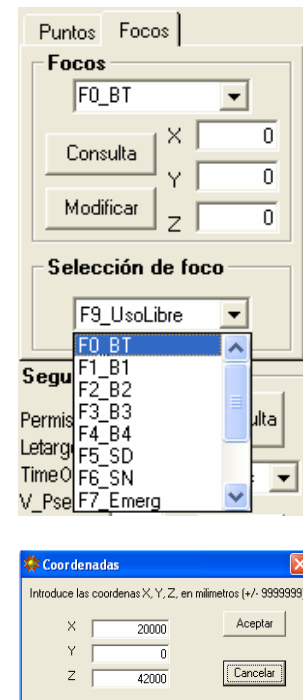 Puntos Focos
Focos
F0_BT
Consulta
X 0
Y 0
Modificar
Z 0
Selección de foco
F9_UsoLibre
F0_BT
F1_B1
F2_B2
F3_B3
F4_B4
F5_SD
F6_SN
F7_Emerg
Segu
Permis
ulta
Letarg
TimeO
V_Pse
Coordenadas
Introduce las coordenas X, Y, Z, en milimetros (+/- 9999999)
X 20000 Aceptar
Y 0
Z 42000 Cancelar